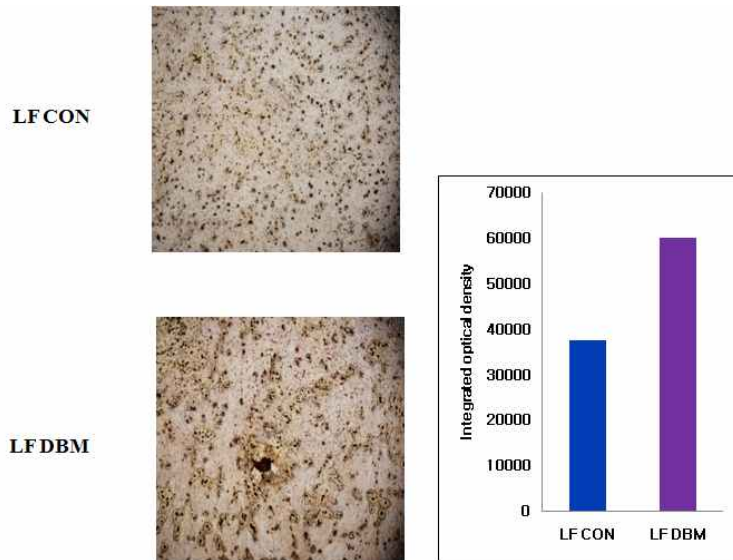 LF CON
LF DBM
Integrated optical density
70000
60000
50000
40000
30000
20000
10000
0
LF CON
LF DBM